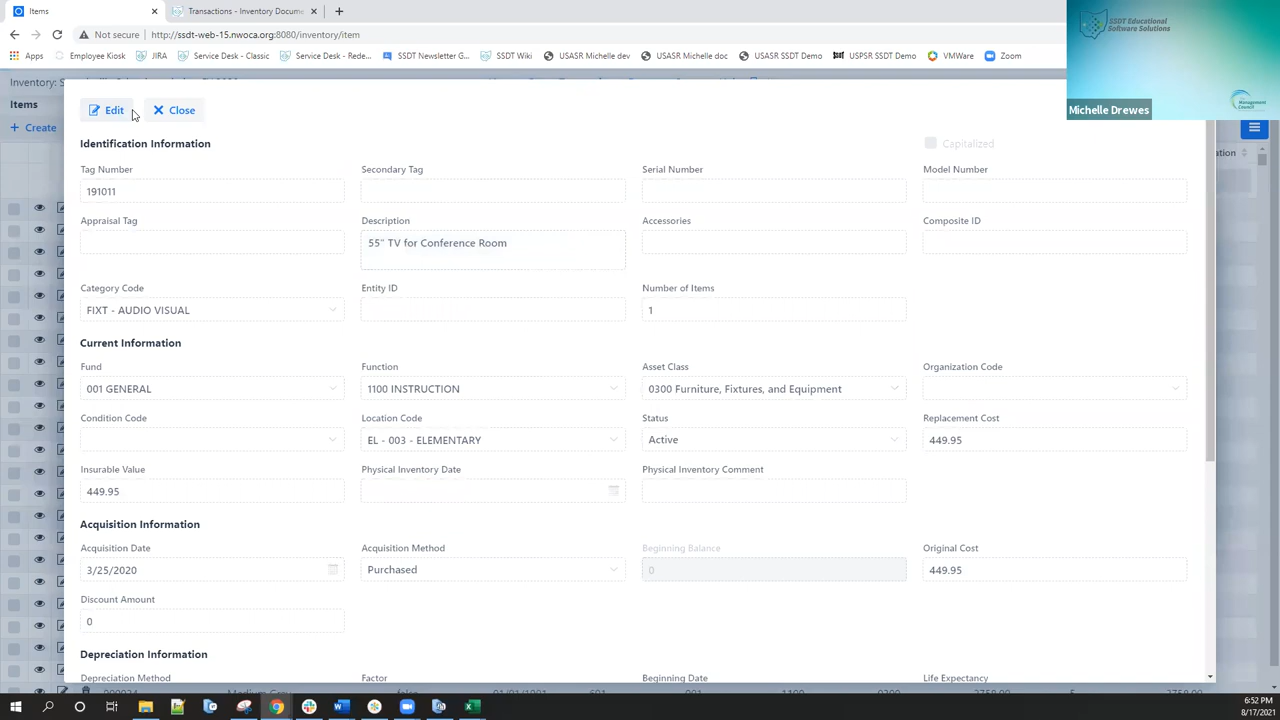 Items
Transactions - Inventory Docume
Not secure
http://ssdt-web-15.nwoca.org:8080/inventory/item
Apps
Employee Kiosk
JIRA
Service Desk - Classic
Service Desk - Rede...
SSDT Newsletter G...
SSDT Wiki
USASR Michelle dev
USASR Michelle doc
USASR SSDT Demo
USPSR SSDT Demo
VMWare
Zoom
SSDT Educational
Software Solutions
Management
Council
Michelle Drewes
Items
Create
Edit
Close
Identification Information
Capitalized
Tag Number
Secondary Tag
Serial Number
Model Number
191011
Appraisal Tag
Description
Accessories
Composite ID
55" TV for Conference Room
Category Code
Entity ID
Number of Items
FIXT - AUDIO VISUAL
1
Current Information
Fund
Function
Asset Class
Organization Code
001 GENERAL
1100 INSTRUCTION
0300 Furniture, Fixtures, and Equipment
Condition Code
Location Code
Status
Replacement Cost
EL - 003 - ELEMENTARY
Active
449.95
Insurable Value
Physical Inventory Date
Physical Inventory Comment
449.95
Acquisition Information
Acquisition Date
Acquisition Method
Beginning Balance
Original Cost
3/25/2020
Purchased
0
449.95
Discount Amount
0
Depreciation Information
Depreciation Method
Factor
Beginning Date
Life Expectancy
6:52 PM
8/17/2021